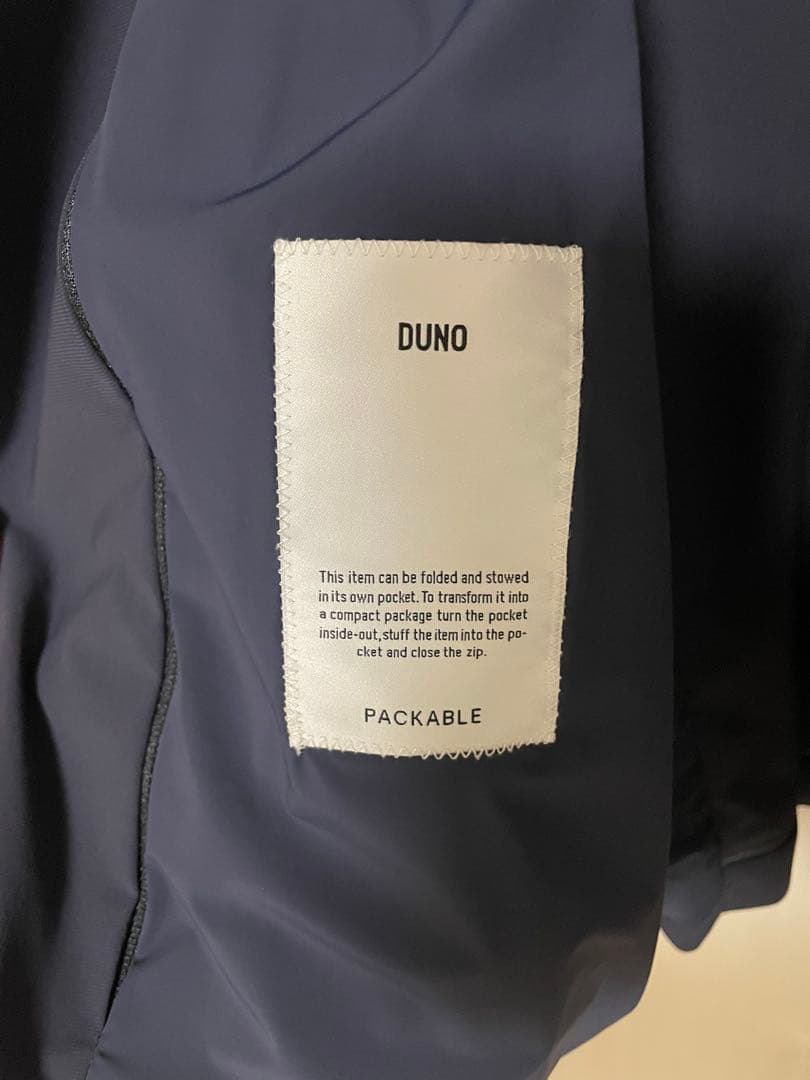 DUNO
This item can be folded and stowed
in its own pocket. To transform it into
a compact package turn the pocket
inside-out, stuff the item into the po-
cket and close the zip.
PACKABLE